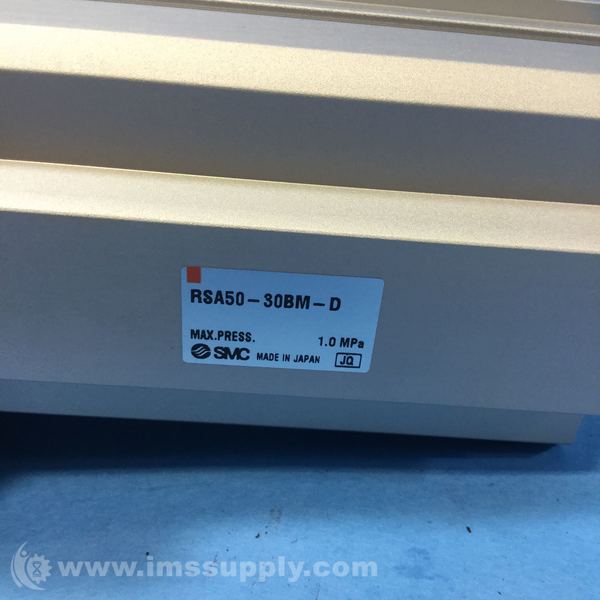 RSA50-30BM-D
MAX.PRESS. 1.0 MPa
SMC MADE IN JAPAN JQ
www.imssupply.com